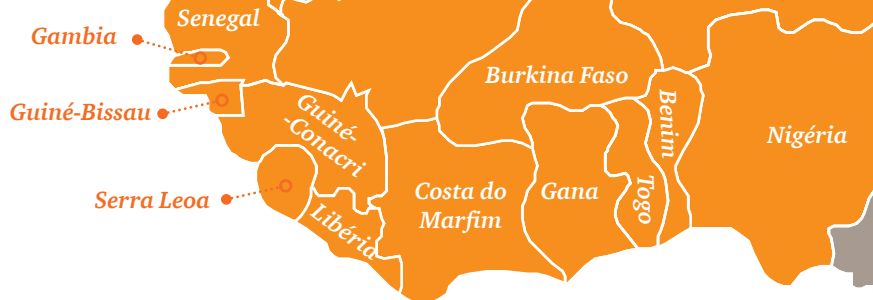 Senegal
Gambia
Burkina Faso
Guiné-Bissau
Guiné-
-Conacri
Benim
Nigéria
Serra Leoa
Costa do
Marfim
Gana
Togo
Libéria